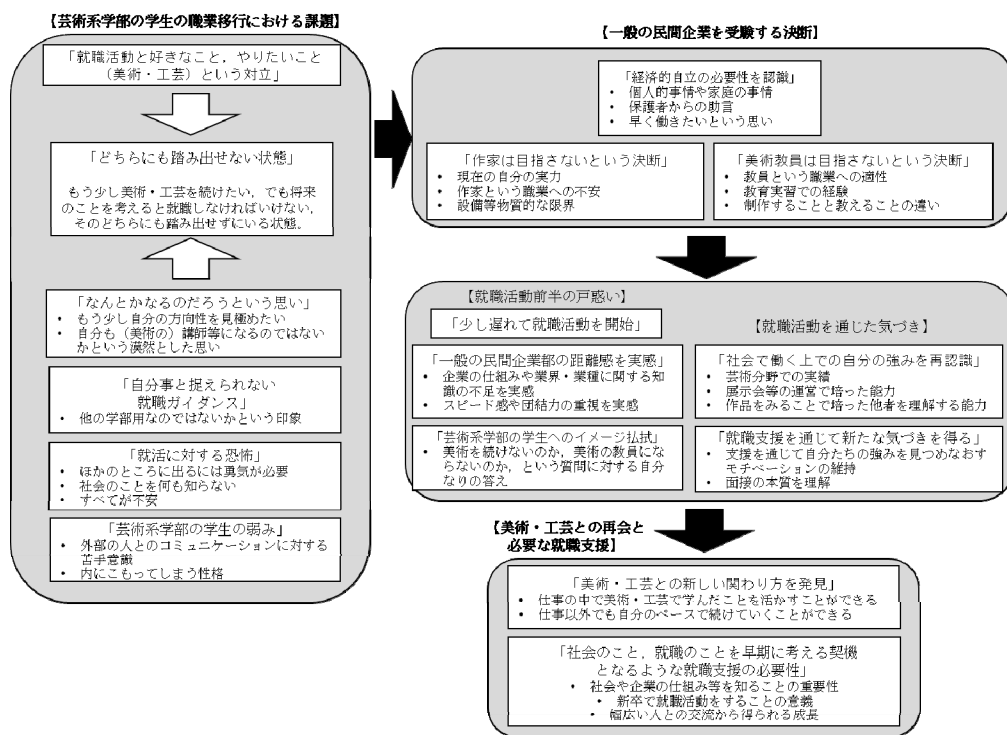 【芸術系学部の学生の職業移行における課題】
「就職活動と好きなこと，やりたいこと
（美術・工芸）という対立」
「どちらにも踏み出せない状態」
もう少し美術・工芸を続けたい，でも将来
のことを考えると就職しなければいけない，
そのどちらにも踏み出せずにいる状態。
「なんとかなるのだろうという思い」
• もう少し自分の方向性を見極めたい
• 自分も（美術の）講師等になるのではない
かという漠然とした思い
「自分事と捉えられない
就職ガイダンス」
• 他の学部用なのではないかという印象
「就活に対する恐怖」
• ほかのところに出るには勇気が必要
• 社会のことを何も知らない
• すべてが不安
「芸術系学部の学生の弱み」
• 外部の人とのコミュニケーションに対する
苦手意識
• 内にこもってしまう性格
【一般の民間企業を受験する決断】
「経済的自立の必要性を認識」
• 個人的事情や家庭の事情
• 保護者からの助言
• 早く働きたいという思い
「作家は目指さないという決断」
• 現在の自分の実力
• 作家という職業への不安
• 設備等物質的な限界
「美術教員は目指さないという決断」
• 教員という職業への適性
• 教育実習での経験
• 制作することと教えることの違い
【就職活動前半の戸惑い】
「少し遅れて就職活動を開始」
「一般の民間企業部の距離感を実感」
• 企業の仕組みや業界・業種に関する知
識の不足を実感
• スピード感や団結力の重視を実感
「芸術系学部の学生へのイメージ払拭」
• 美術を続けないのか，美術の教員にな
らないのか，という質問に対する自分
なりの答え
【就職活動を通じた気づき】
「社会で働く上での自分の強みを再認識」
• 芸術分野での実績
• 展示会等の運営で培った能力
• 作品をみることで培った他者を理解する能力
「就職支援を通じて新たな気づきを得る」
• 支援を通じて自分たちの強みを見つめなおす
• モチベーションの維持
• 面接の本質を理解
【美術・工芸との再会と
必要な就職支援】
「美術・工芸との新しい関わり方を発見」
• 仕事の中で美術・工芸で学んだことを活かすことができる
• 仕事以外でも自分のペースで続けていくことができる
「社会のこと，就職のことを早期に考える契機
となるような就職支援の必要性」
• 社会や企業の仕組み等を知ることの重要性
• 新卒で就職活動をすることの意義
• 幅広い人との交流から得られる成長